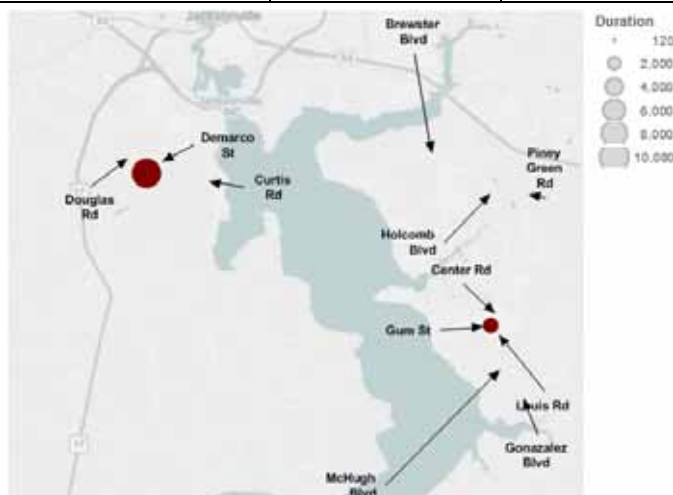 Jacksonville
Brewster
Blvd
Duration
120
2,000
4,000
6,000
8,000
10,000
Demarco
St
Piney
Green
Rd
Douglas
Rd
Curtis
Rd
Holcomb
Blvd
Center Rd
Gum St
Louis Rd
Gonazalez
Blvd
McHugh
Blvd